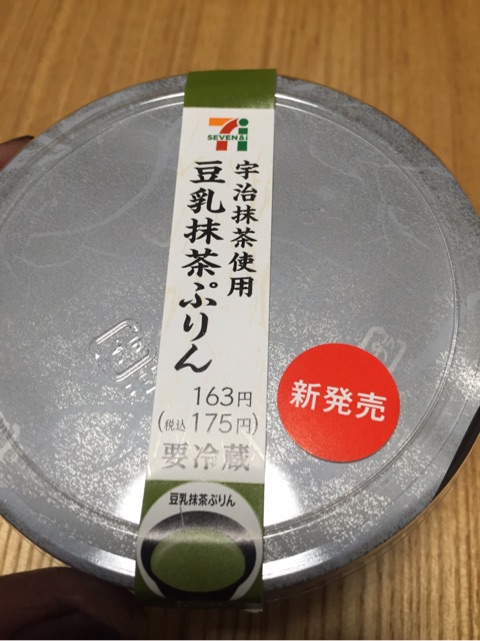 SEVEN&i
宇治抹茶使用
豆乳抹茶ぷりん
163円
(税込175円)
要冷蔵
新発売
豆乳抹茶ぷりん